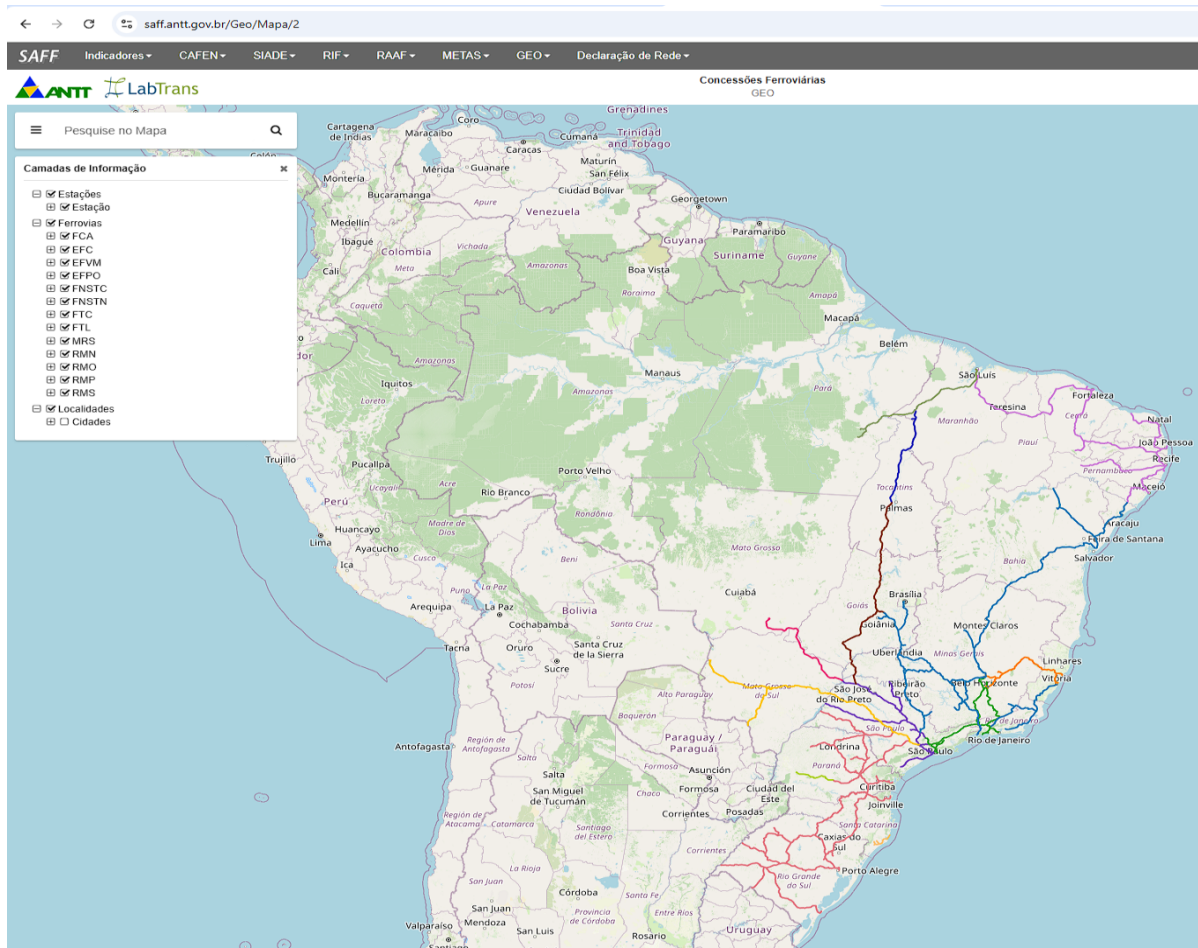 saff.antt.gov.br/Geo/Mapa/2
SAFF Indicadores CAFEN SIADE RIF RAAF METAS GEO Declaração de Rede
ANTT LabTrans
Concessões Ferroviárias
GEO
Pesquise no Mapa
Camadas de Informação
Estações
Estação
Ferrovias
FCA
EFC
EFVM
EFPO
FNSTC
FNSTN
FTC
FTL
MRS
RMN
RMO
RMP
RMS
Localidades
Cidades
Grenadines
Cartagena
de Indias
Maracaibo
Coro
Cumaná
Trinidad
and Tobago
Caracas
Maturín
Mérida
Guanare
San Félix
Montería
Bucaramanga
Apure
Ciudad Bolívar
Georgetown
Medellín
Venezuela
Paramaribo
Ibagué
Colombia
Vichada
Guyana
Suriname
Guyane
Cali
Meta
Amazonas
Boa Vista
Roraima
Amapá
Caquetá
Macapá
Belém
Amazonas
Manaus
São Luís
Iquitos
Pará
Loreto
Teresina
Fortaleza
Ceará
Maranhão
Natal
Piauí
João Pessoa
Recife
Trujillo
Pucallpa
Porto Velho
Pernambuco
Ucayali
Acre
Rio Branco
Tocantins
Maceió
Perú
Rondônia
Palmas
Huancayo
Madre de
Dios
Aracaju
Lima
Ayacucho
Cusco
Beni
Mato Grosso
Feira de Santana
Ica
Bahia
Salvador
Puno
La Paz
Cuiabá
Brasília
Arequipa
La Paz
Bolivia
Goiás
Goiânia
Montes Claros
Cochabamba
Santa Cruz
Tacna
Oruro
Santa Cruz
de la Sierra
Uberlândia
Minas Gerais
Linhares
Sucre
Potosí
Alto Paraguay
Mato Grosso
do Sul
São José
do Rio Preto
Ribeirão
Preto
Belo Horizonte
Vitória
Boquerón
Rio de Janeiro
Antofagasta
Región de
Antofagasta
Paraguay /
Paraguái
São Paulo
Londrina
São Paulo
Rio de Janeiro
Salta
Formosa
Asunción
Paraná
Salta
Chaco
Formosa
Ciudad del
Este
Curitiba
San Miguel
de Tucumán
Corrientes
Posadas
Joinville
Región de
Atacama
Catamarca
Santiago
del Estero
Santa Catarina
Caxias do
Sul
Corrientes
La Rioja
Rio Grande
do Sul
Porto Alegre
San Juan
Santa Fe
Córdoba
San Juan
Provincia
de Córdoba
Entre Ríos
Valparaíso
Mendoza
San Luis
Rosario
Uruguay
Santiago